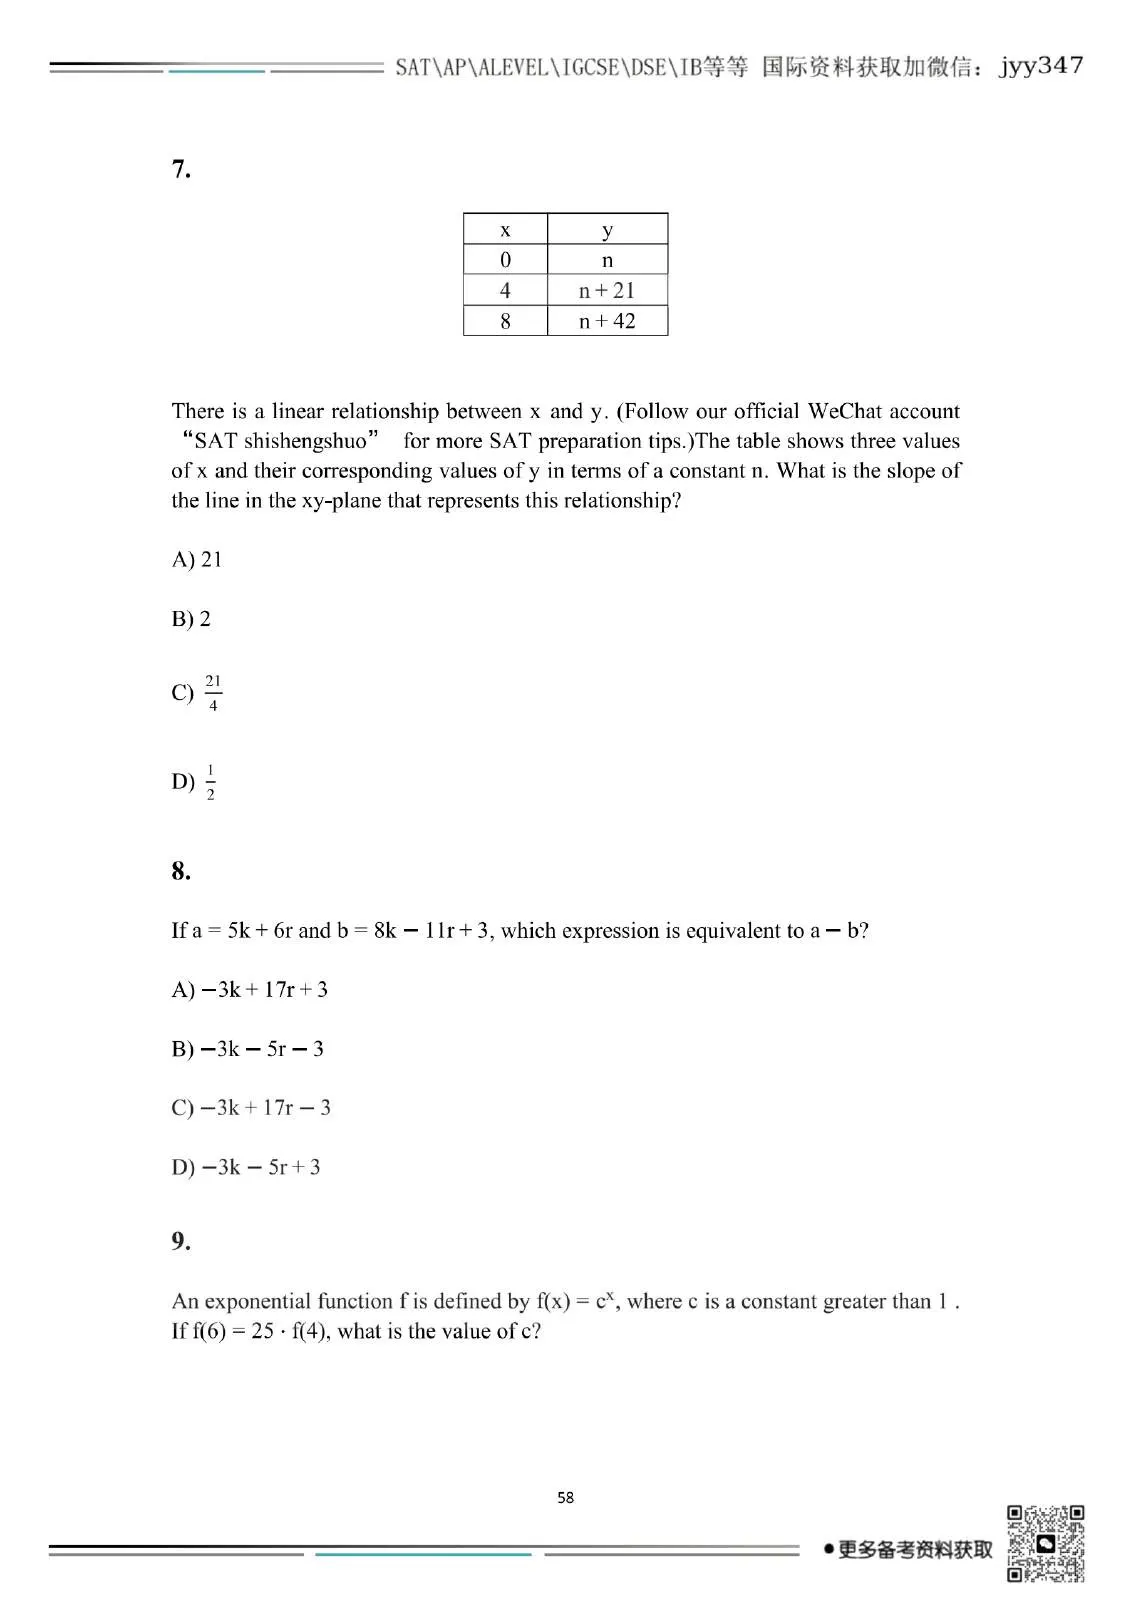 SAT\AP\ALEVEL\IGCSE\DSE\IB等等 国际资料获取加微信：jyy347
7.
x y
0 n
4 n + 21
8 n + 42
There is a linear relationship between x and y. (Follow our official WeChat account
“SAT shishengshuo” for more SAT preparation tips.)The table shows three values
of x and their corresponding values of y in terms of a constant n. What is the slope of
the line in the xy-plane that represents this relationship?
A) 21
B) 2
C) 21/4
D) 1/2
8.
If a = 5k + 6r and b = 8k − 11r + 3, which expression is equivalent to a − b?
A) −3k + 17r + 3
B) −3k − 5r − 3
C) −3k + 17r − 3
D) −3k − 5r + 3
9.
An exponential function f is defined by f(x) = cˣ, where c is a constant greater than 1 .
If f(6) = 25 · f(4), what is the value of c?
58
●更多备考资料获取